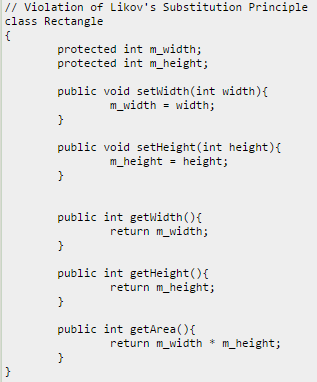 // Violation of Likov's Substitution Principle
class Rectangle
{
protected int m_width;
protected int m_height;
public void setWidth(int width){
m_width = width;
}
public void setHeight(int height){
m_height = height;
}
public int getWidth(){
return m_width;
}
public int getHeight(){
return m_height;
}
public int getArea(){
return m_width * m_height;
}
}